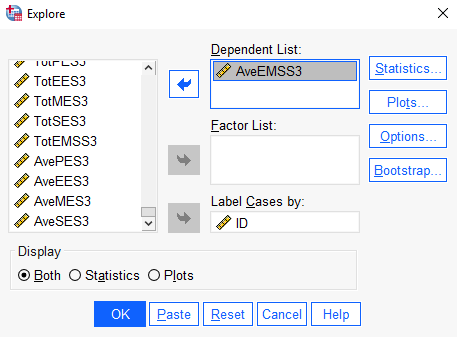 Explore
Dependent List:
TotPES3
TotEES3
TotMES3
TotSES3
TotEMSS3
AvePES3
AveEES3
AveMES3
AveSES3
AveEMSS3
Factor List:
Label Cases by:
ID
Statistics...
Plots...
Options...
Bootstrap...
Display
Both Statistics Plots
OK Paste Reset Cancel Help